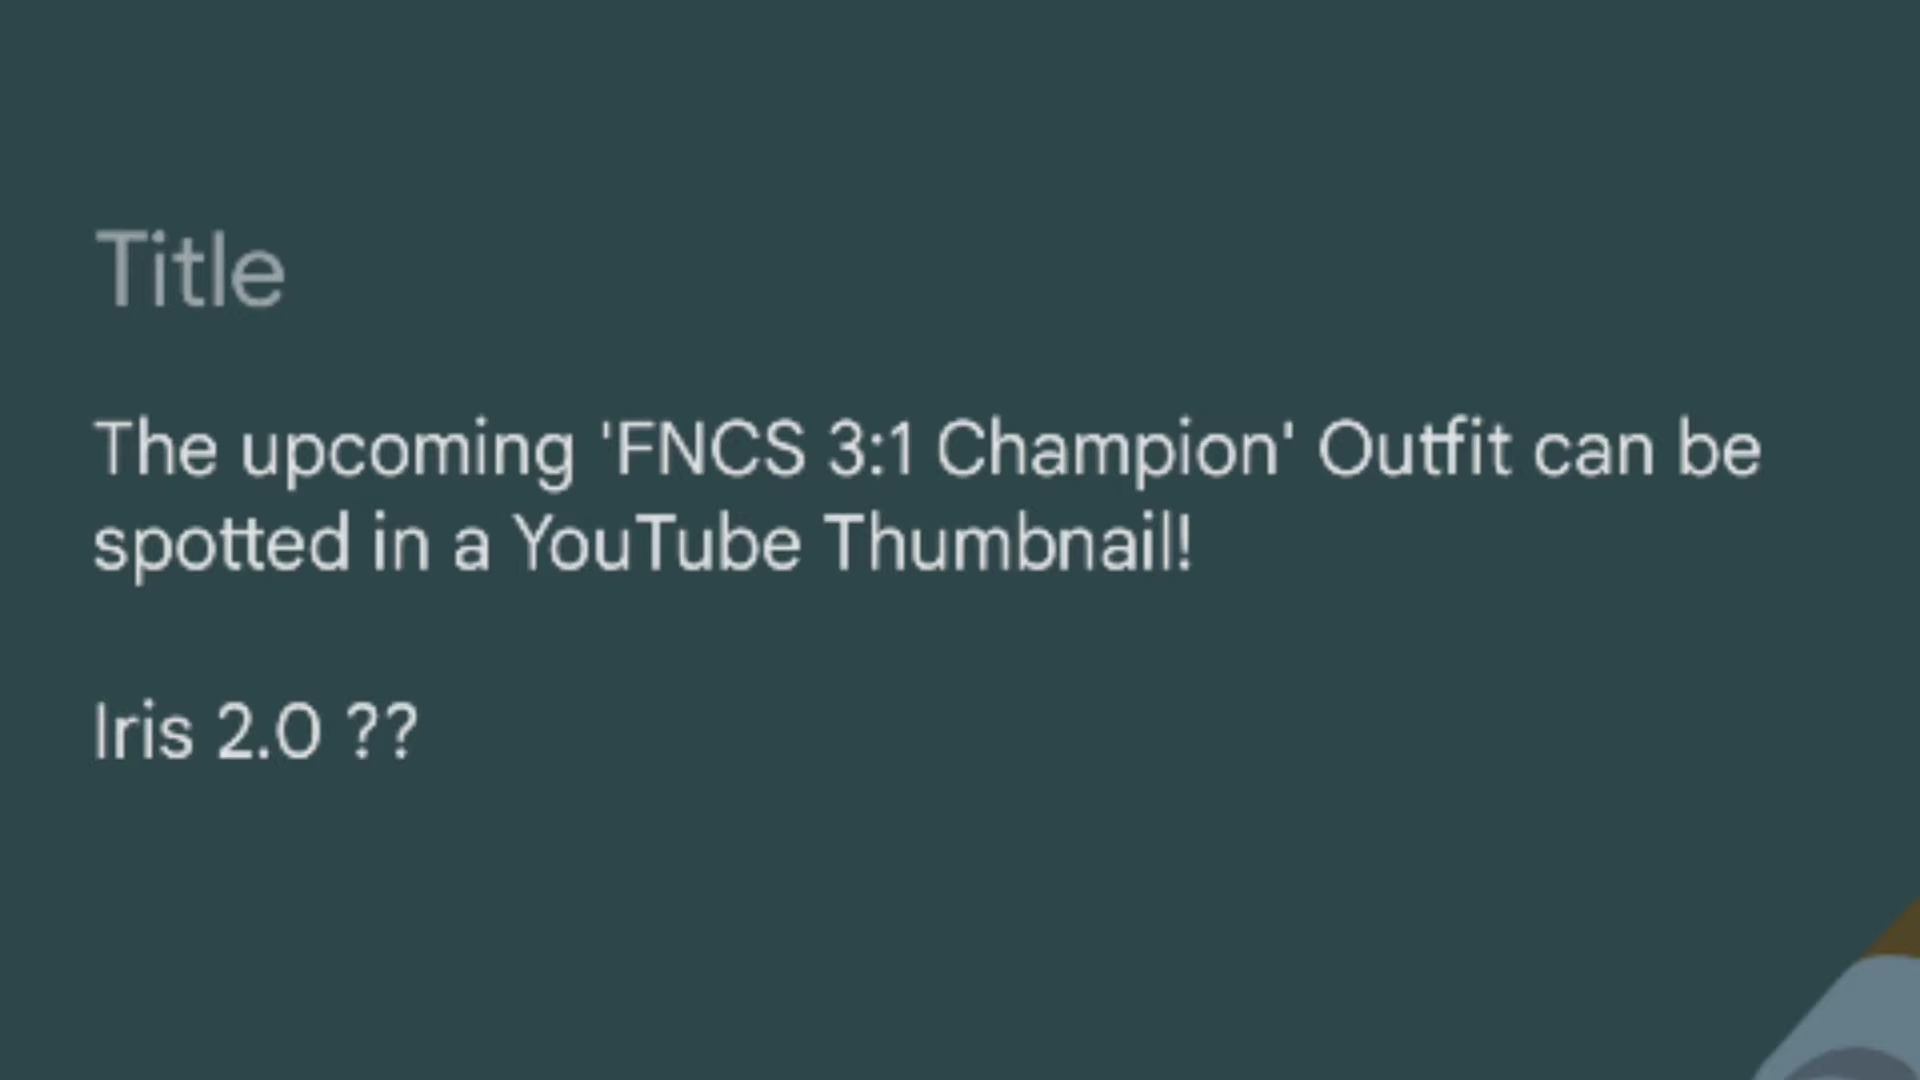 Title
The upcoming 'FNCS 3:1 Champion' Outfit can be
spotted in a YouTube Thumbnail!
Iris 2.0 ??